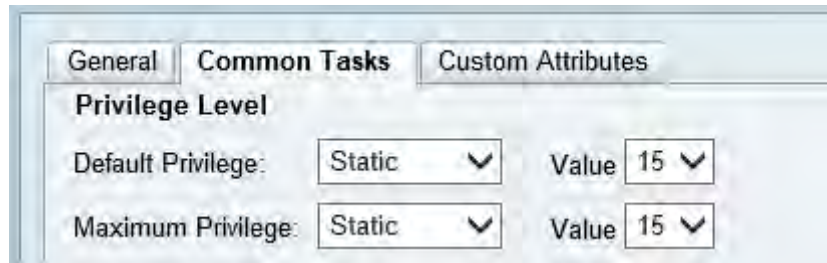 General Common Tasks Custom Attributes
Privilege Level
Default Privilege: Static Value 15
Maximum Privilege: Static Value 15